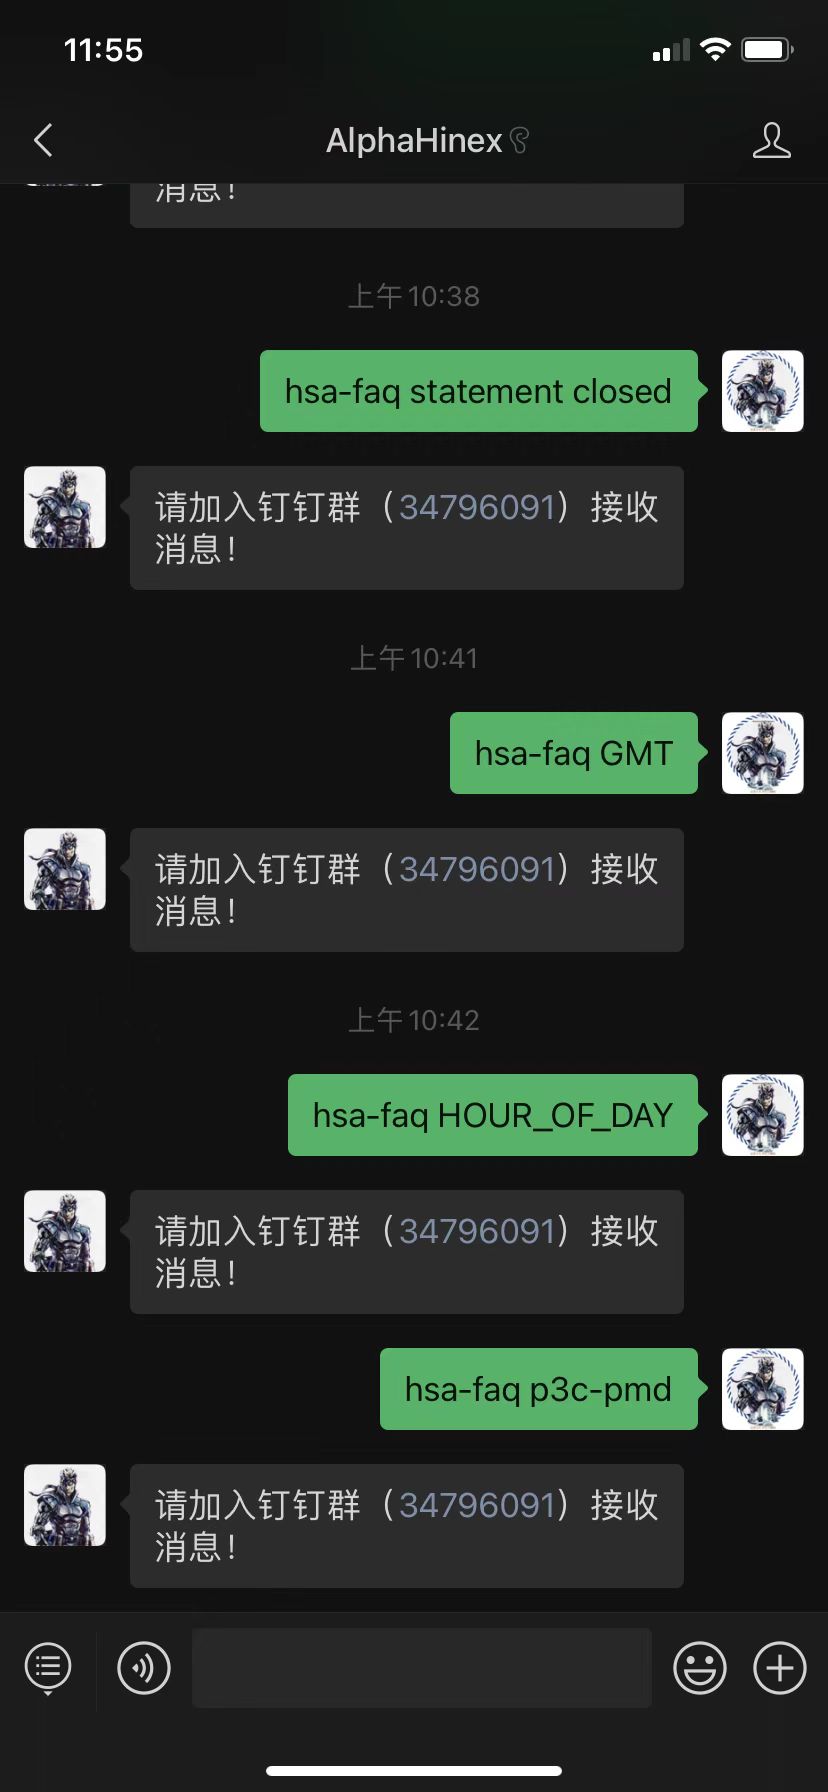 11:55
AlphaHinex
消息！
上午10:38
hsa-faq statement closed
请加入钉钉群（34796091）接收
消息！
上午10:41
hsa-faq GMT
请加入钉钉群（34796091）接收
消息！
上午10:42
hsa-faq HOUR_OF_DAY
请加入钉钉群（34796091）接收
消息！
hsa-faq p3c-pmd
请加入钉钉群（34796091）接收
消息！